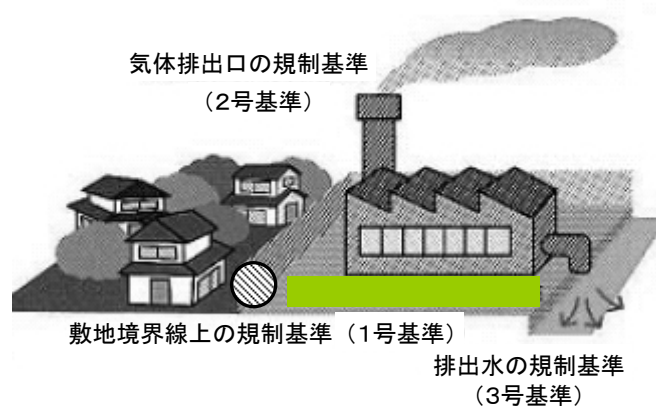 気体排出口の規制基準
（２号基準）
敷地境界線上の規制基準（１号基準）
排出水の規制基準
（３号基準）